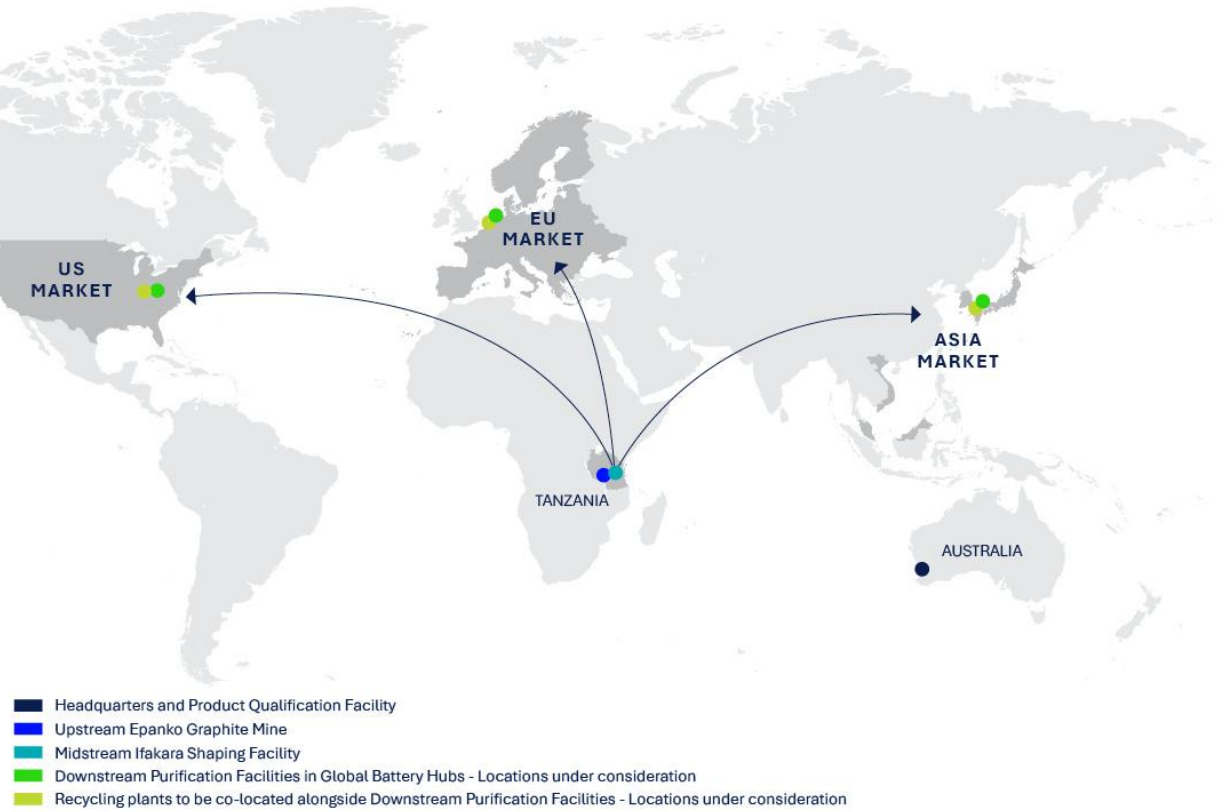 EU
MARKET
US
MARKET
ASIA
MARKET
TANZANIA
AUSTRALIA
Headquarters and Product Qualification Facility
Upstream Epanko Graphite Mine
Midstream Ifakara Shaping Facility
Downstream Purification Facilities in Global Battery Hubs - Locations under consideration
Recycling plants to be co-located alongside Downstream Purification Facilities - Locations under consideration